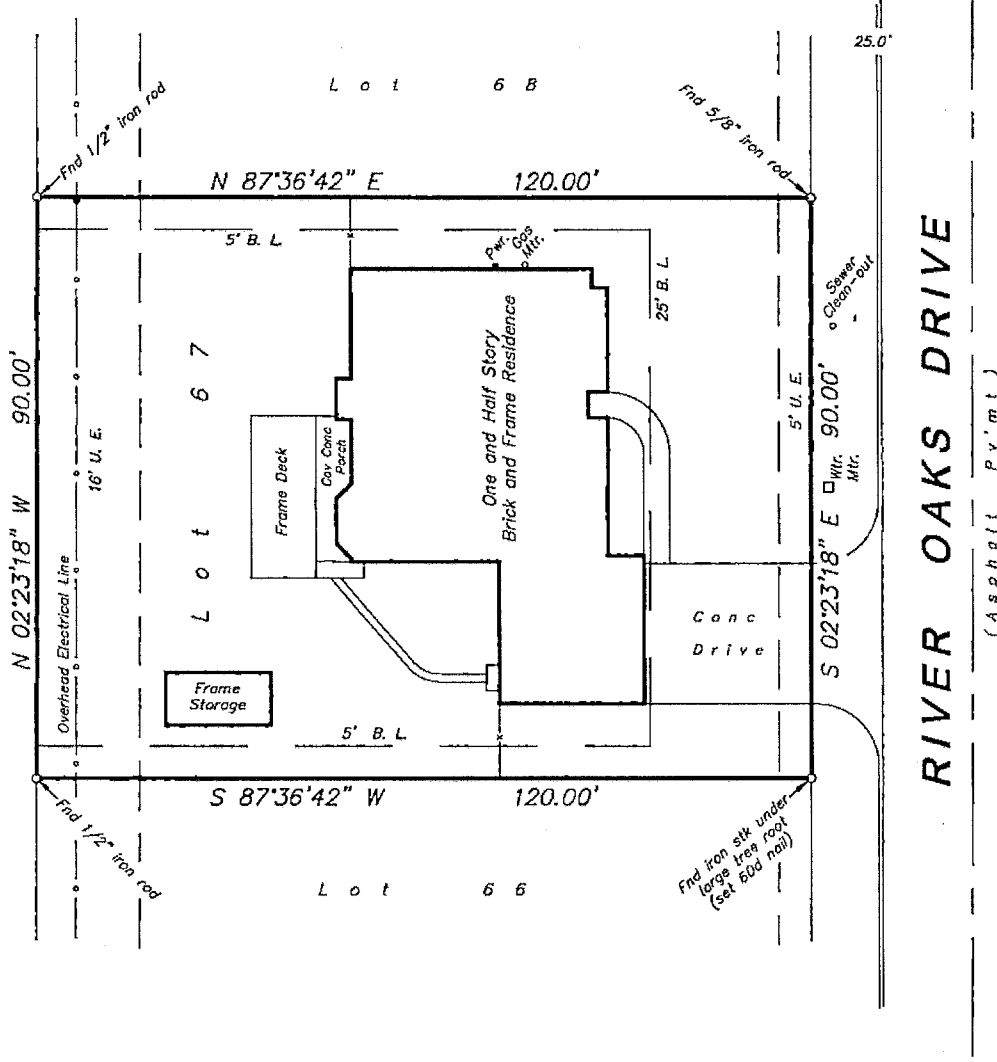 25.0'
Lot 68
Fnd 1/2" iron rod
Fnd 5/8" iron rod
N 87°36'42" E 120.00'
5' B. L.
Pwr.
Gas
Mtr.
25' B. L.
Sewer
Clean-out
N 02°23'18" W 90.00'
16' U. E.
Overhead Electrical Line
Lot 67
Frame Deck
Cov Conc
Porch
One and Half Story
Brick and Frame Residence
5' U. E.
S 02°23'18" E 90.00'
Wtr.
Mtr.
RIVER OAKS DRIVE
(Asphalt Pv'mt)
Conc
Drive
Frame
Storage
5' B. L.
S 87°36'42" W 120.00'
Fnd 1/2" iron rod
Lot 66
Fnd iron stk under
large tree root
(set 60d nail)